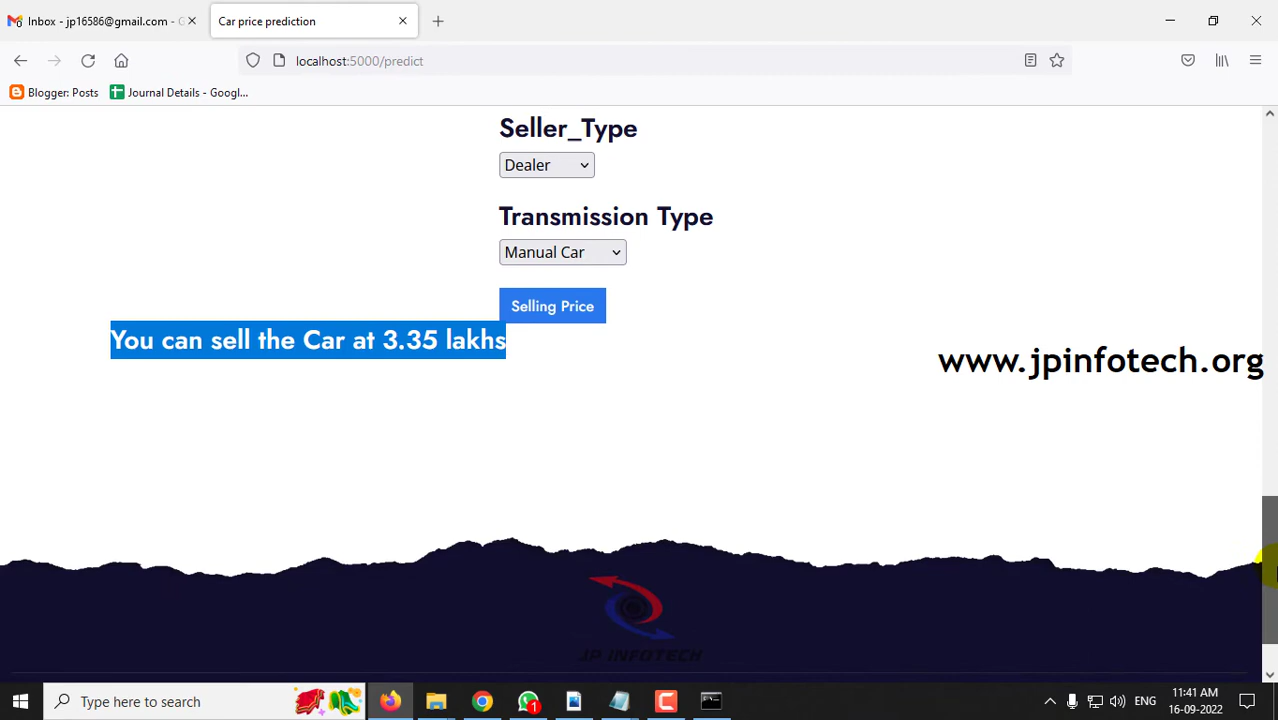 Inbox - jp16586@gmail.com - G
Car price prediction
localhost:5000/predict
Blogger: Posts
Journal Details - Googl...
Seller_Type
Dealer
Transmission Type
Manual Car
Selling Price
You can sell the Car at 3.35 lakhs
www.jpinfotech.org
JP INFOTECH
Type here to search
1
ENG
11:41 AM
16-09-2022